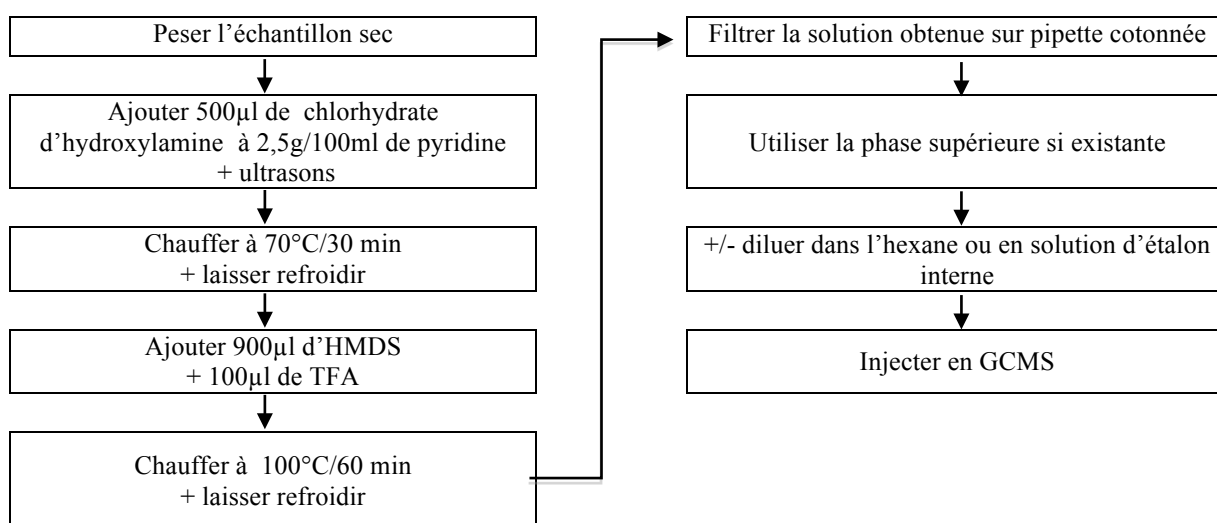 Peser l’échantillon sec
Ajouter 500µl de chlorhydrate
d’hydroxylamine à 2,5g/100ml de pyridine
+ ultrasons
Chauffer à 70°C/30 min
+ laisser refroidir
Ajouter 900µl d’HMDS
+ 100µl de TFA
Chauffer à 100°C/60 min
+ laisser refroidir
Filtrer la solution obtenue sur pipette cotonnée
Utiliser la phase supérieure si existante
+/- diluer dans l’hexane ou en solution d’étalon
interne
Injecter en GCMS